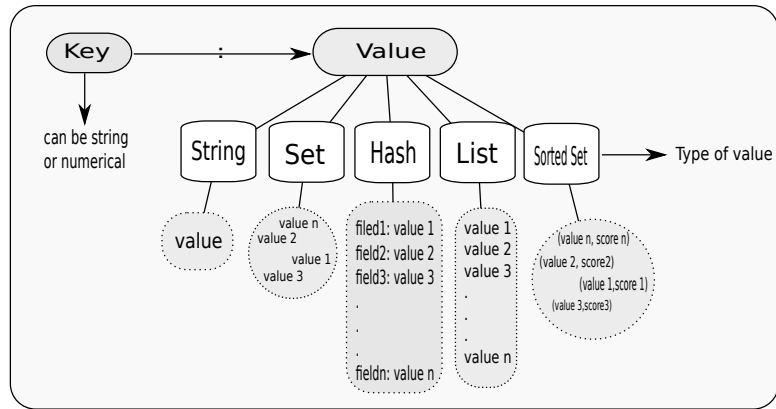 Key
:
Value
can be string
or numerical
String
Set
Hash
List
Sorted Set
Type of value
value
value n
value 2
value 1
value 3
filed1: value 1
field2: value 2
field3: value 3
.
.
.
fieldn: value n
value 1
value 2
value 3
.
.
.
value n
(value n, score n)
(value 2, score2)
(value 1,score 1)
(value 3,score3)